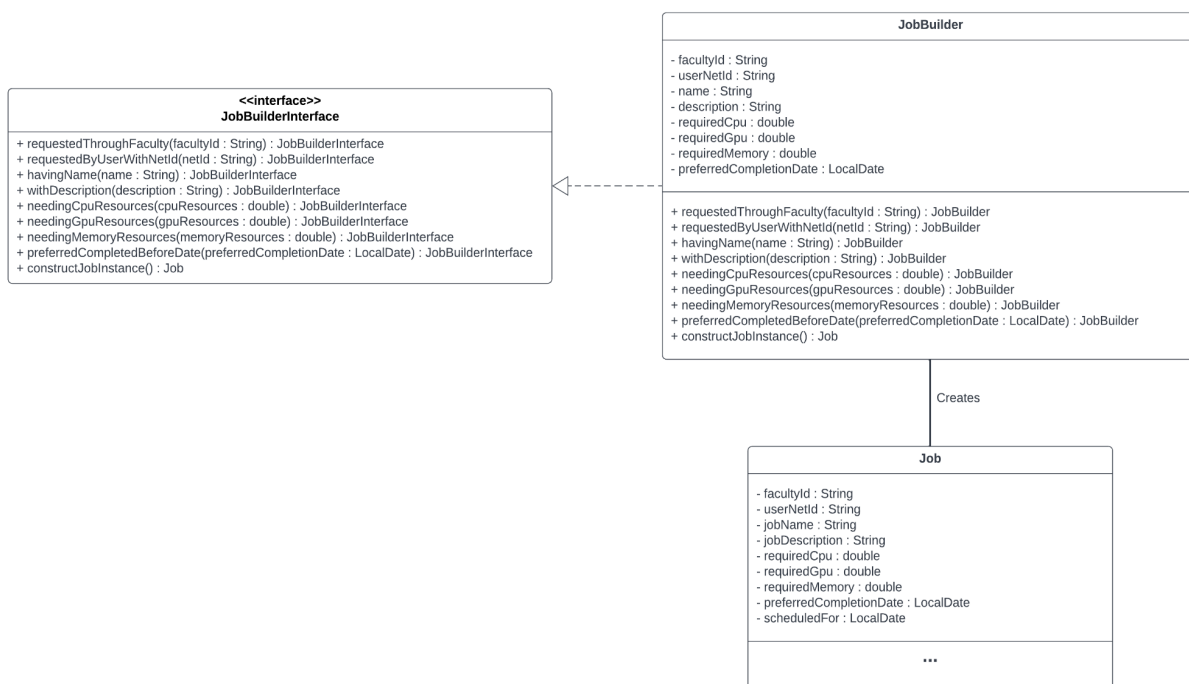 <<interface>>
JobBuilderInterface
+ requestedThroughFaculty(facultyId : String) : JobBuilderInterface
+ requestedByUserWithNetId(netId : String) : JobBuilderInterface
+ havingName(name : String) : JobBuilderInterface
+ withDescription(description : String) : JobBuilderInterface
+ needingCpuResources(cpuResources : double) : JobBuilderInterface
+ needingGpuResources(gpuResources : double) : JobBuilderInterface
+ needingMemoryResources(memoryResources : double) : JobBuilderInterface
+ preferredCompletedBeforeDate(preferredCompletionDate : LocalDate) : JobBuilderInterface
+ constructJobInstance() : Job
JobBuilder
- facultyId : String
- userNetId : String
- name : String
- description : String
- requiredCpu : double
- requiredGpu : double
- requiredMemory : double
- preferredCompletionDate : LocalDate
+ requestedThroughFaculty(facultyId : String) : JobBuilder
+ requestedByUserWithNetId(netId : String) : JobBuilder
+ havingName(name : String) : JobBuilder
+ withDescription(description : String) : JobBuilder
+ needingCpuResources(cpuResources : double) : JobBuilder
+ needingGpuResources(gpuResources : double) : JobBuilder
+ needingMemoryResources(memoryResources : double) : JobBuilder
+ preferredCompletedBeforeDate(preferredCompletionDate : LocalDate) : JobBuilder
+ constructJobInstance() : Job
Creates
Job
- facultyId : String
- userNetId : String
- jobName : String
- jobDescription : String
- requiredCpu : double
- requiredGpu : double
- requiredMemory : double
- preferredCompletionDate : LocalDate
- scheduledFor : LocalDate
...